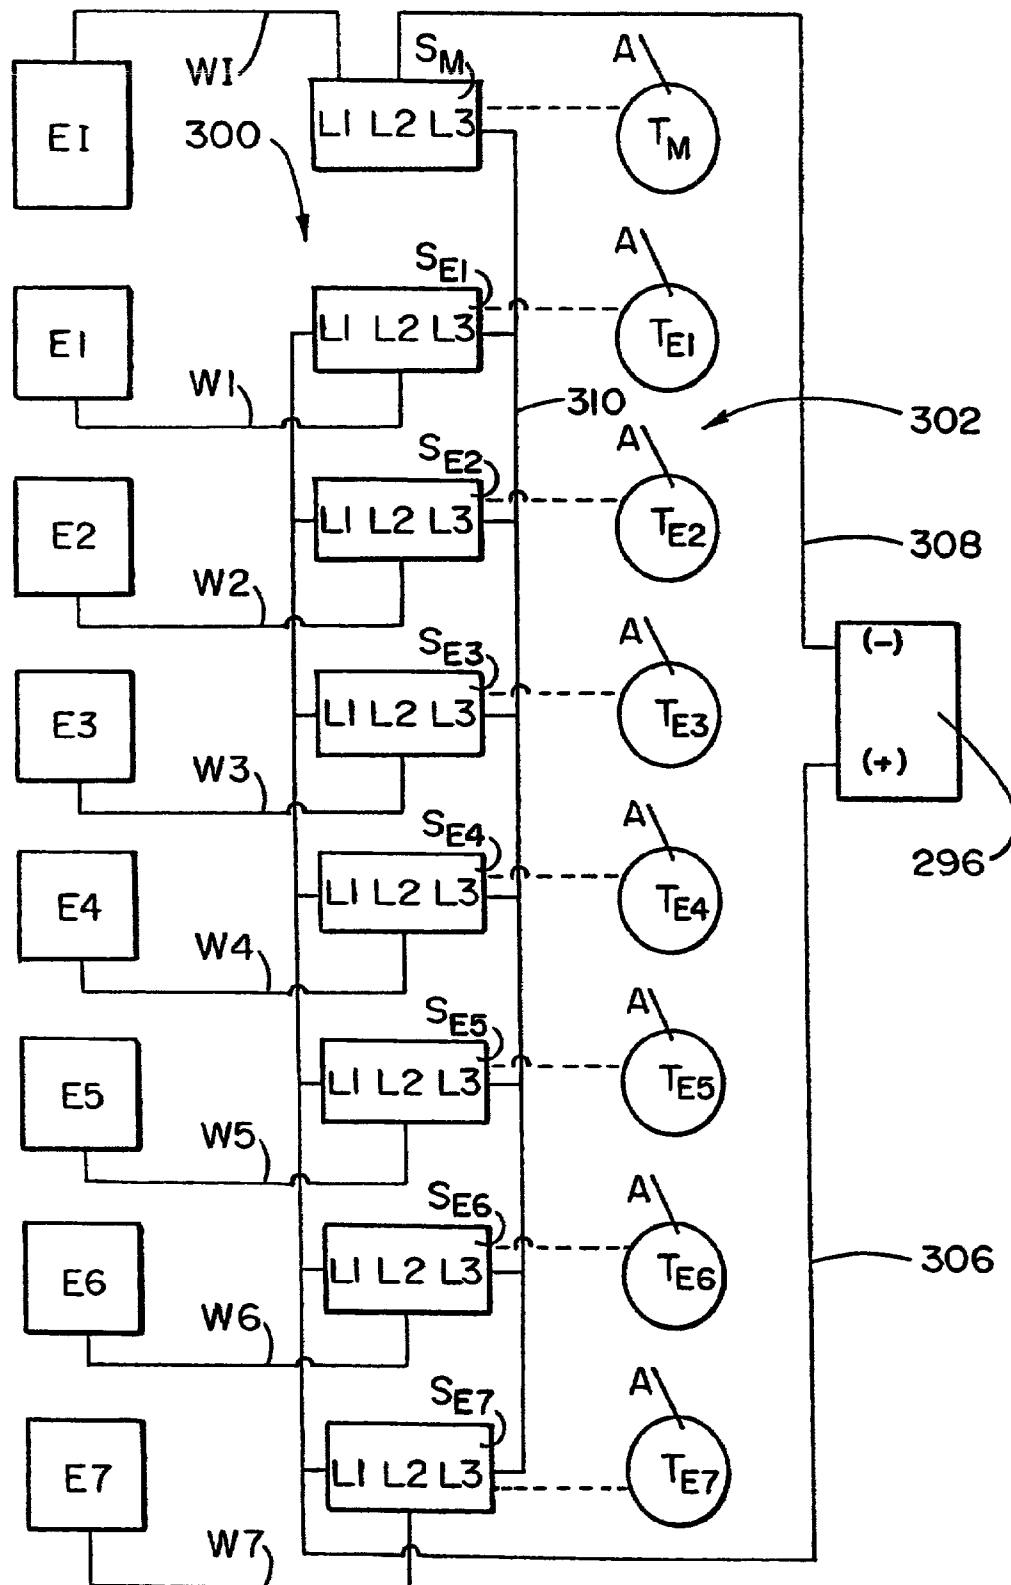 S_M A
WI
EI L1 L2 L3 T_M
300
S_E1 A
E1 L1 L2 L3 T_E1
W1 310
302
S_E2 A
E2 L1 L2 L3 T_E2
308
W2
S_E3 A (-)
E3 L1 L2 L3 T_E3
W3 (+)
S_E4 A
296
E4 L1 L2 L3 T_E4
W4
S_E5 A
E5 L1 L2 L3 T_E5
W5
S_E6 A
E6 L1 L2 L3 T_E6
306
W6
S_E7 A
E7 L1 L2 L3 T_E7
W7